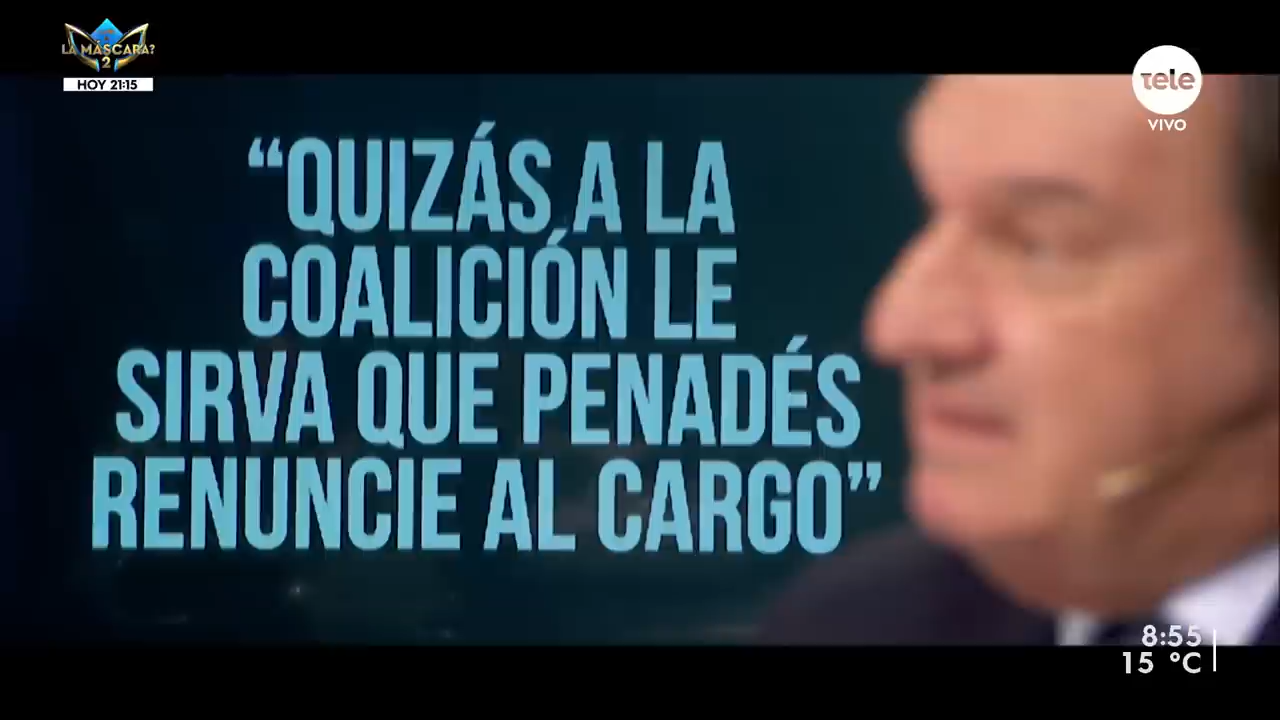 LA MÁSCARA?
2
HOY 21:15
tele
VIVO
“QUIZÁS A LA
COALICIÓN LE
SIRVA QUE PENADÉS
RENUNCIE AL CARGO”
8:55
15 °C